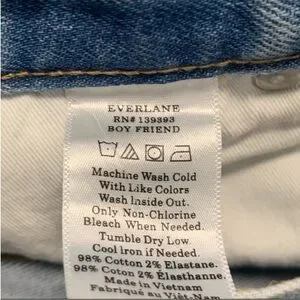 EVERLANE
RN# 139393
BOY FRIEND
Machine Wash Cold
With Like Colors
Wash Inside Out.
Only Non-Chlorine
Bleach When Needed.
Tumble Dry Low.
Cool Iron if Needed.
98% Cotton 2% Elastane.
98% Coton 2% Élasthanne
Made in Vietnam
Fabriqué au Viêt-Nam